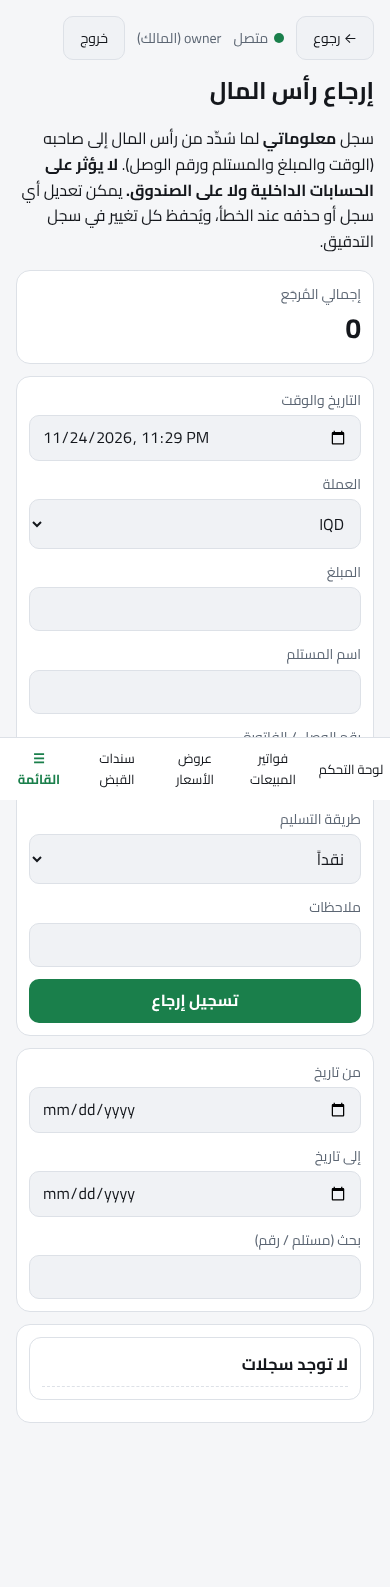 ← رجوع
متصل
owner (المالك)
خروج
إرجاع رأس المال
سجل معلوماتي لما سُدِّد من رأس المال إلى صاحبه
(الوقت والمبلغ والمستلم ورقم الوصل). لا يؤثر على
الحسابات الداخلية ولا على الصندوق. يمكن تعديل أي
سجل أو حذفه عند الخطأ، ويُحفظ كل تغيير في سجل
التدقيق.
إجمالي المُرجَع
0
التاريخ والوقت
11/24/2026, 11:29 PM
العملة
IQD
المبلغ
اسم المستلم
لوحة التحكم
فواتير المبيعات
عروض الأسعار
سندات القبض
☰ القائمة
طريقة التسليم
نقداً
ملاحظات
تسجيل إرجاع
من تاريخ
mm/dd/yyyy
إلى تاريخ
mm/dd/yyyy
بحث (مستلم / رقم)
لا توجد سجلات